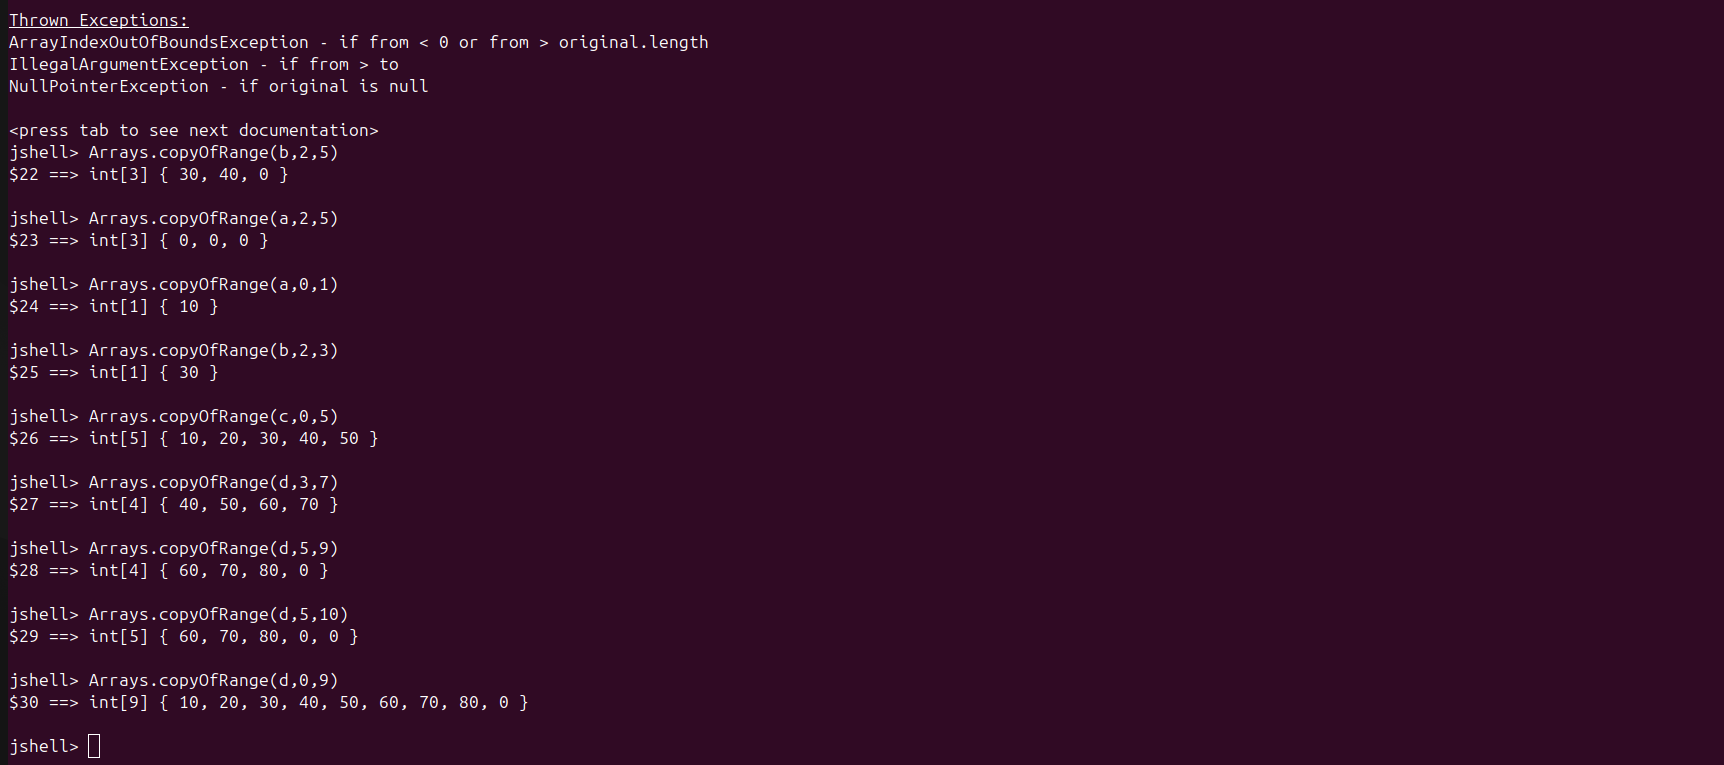 Thrown Exceptions:
ArrayIndexOutOfBoundsException - if from < 0 or from > original.length
IllegalArgumentException - if from > to
NullPointerException - if original is null
<press tab to see next documentation>
jshell> Arrays.copyOfRange(b,2,5)
$22 ==> int[3] { 30, 40, 0 }
jshell> Arrays.copyOfRange(a,2,5)
$23 ==> int[3] { 0, 0, 0 }
jshell> Arrays.copyOfRange(a,0,1)
$24 ==> int[1] { 10 }
jshell> Arrays.copyOfRange(b,2,3)
$25 ==> int[1] { 30 }
jshell> Arrays.copyOfRange(c,0,5)
$26 ==> int[5] { 10, 20, 30, 40, 50 }
jshell> Arrays.copyOfRange(d,3,7)
$27 ==> int[4] { 40, 50, 60, 70 }
jshell> Arrays.copyOfRange(d,5,9)
$28 ==> int[4] { 60, 70, 80, 0 }
jshell> Arrays.copyOfRange(d,5,10)
$29 ==> int[5] { 60, 70, 80, 0, 0 }
jshell> Arrays.copyOfRange(d,0,9)
$30 ==> int[9] { 10, 20, 30, 40, 50, 60, 70, 80, 0 }
jshell>